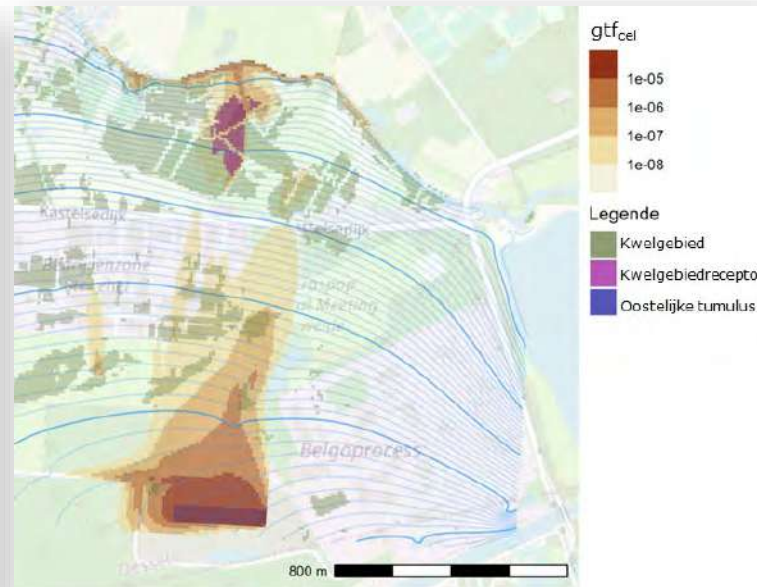 gtfcel
1e-05
1e-06
1e-07
1e-08
Legende
Kwelgebied
Kwelgebiedrecepto
Oostelijke tumulus
Kastelsedijk
Belgoprocess
800 m